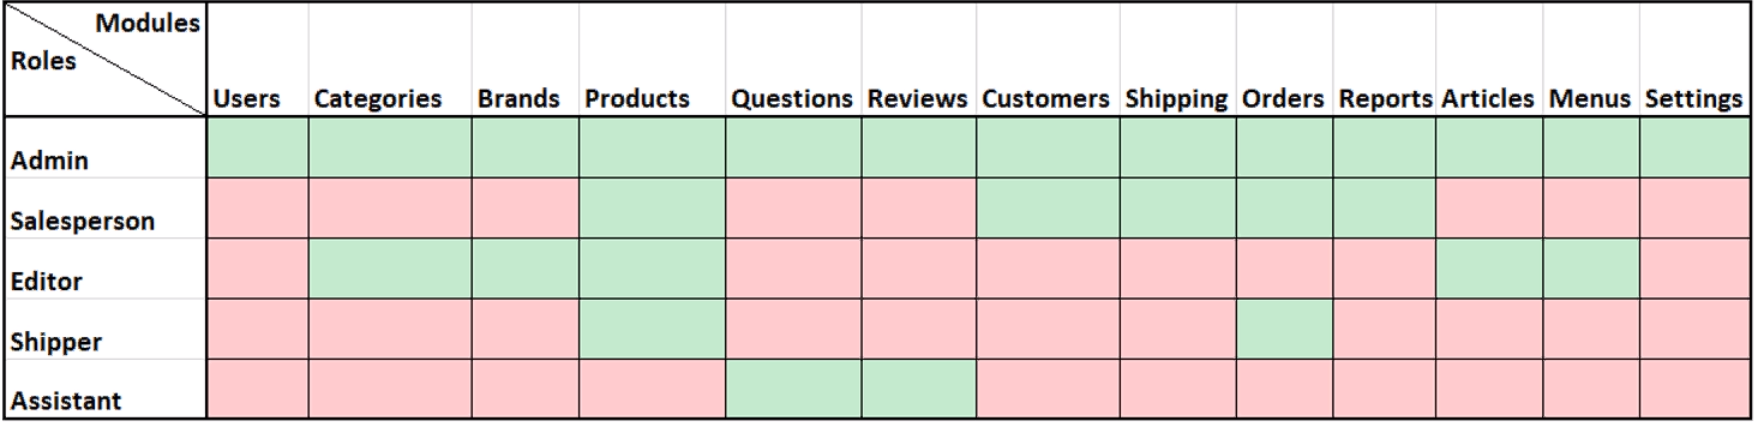 Modules
Roles
Users Categories Brands Products Questions Reviews Customers Shipping Orders Reports Articles Menus Settings
Admin
Salesperson
Editor
Shipper
Assistant